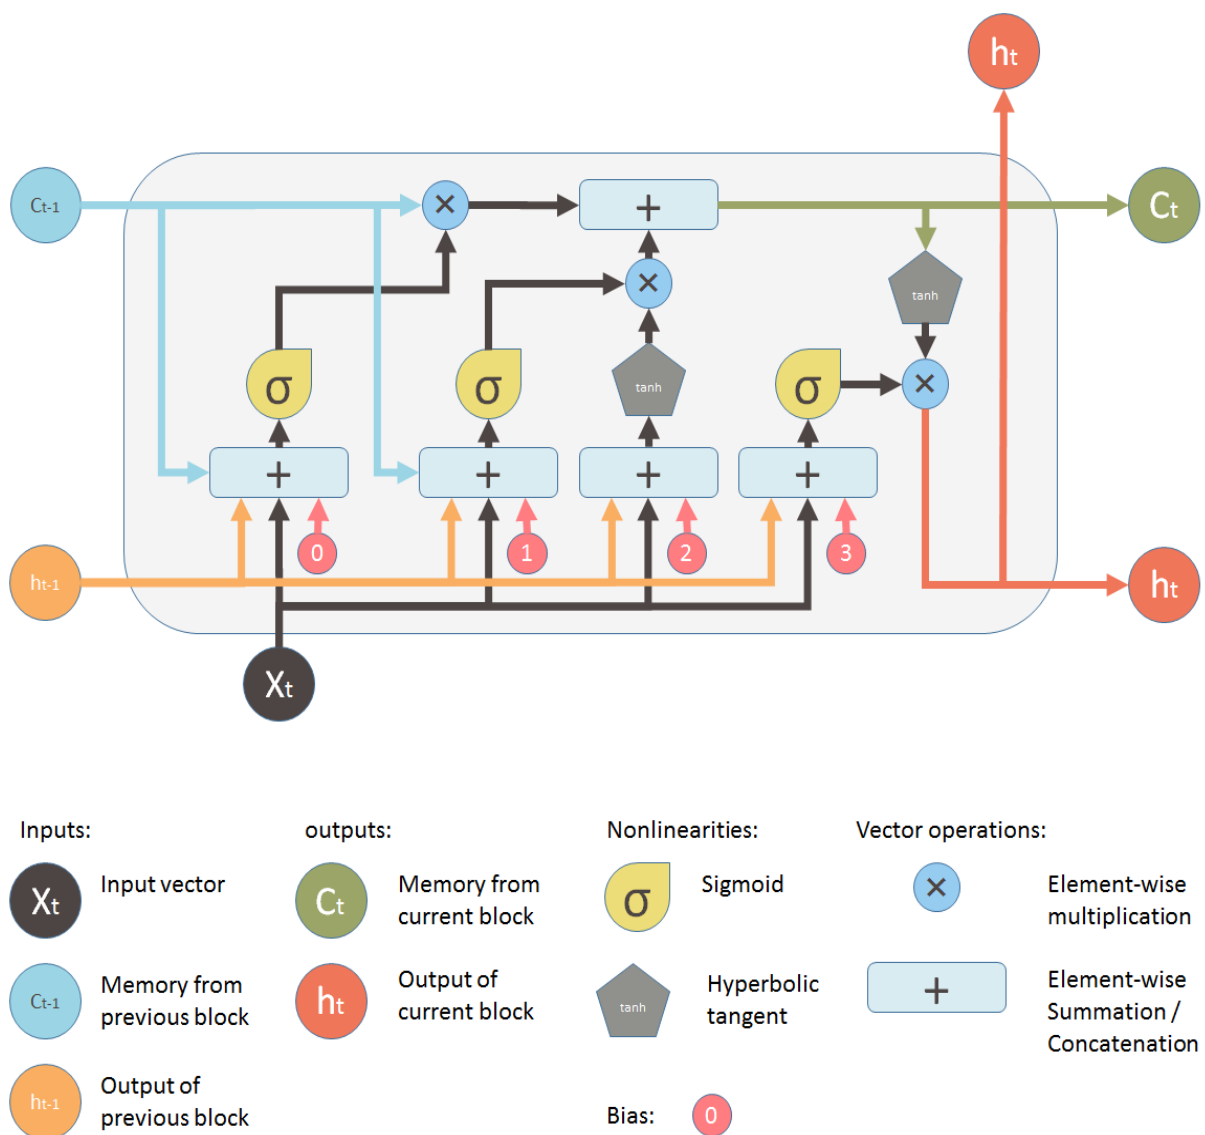 ht
Ct-1
×
+
Ct
×
tanh
σ
σ
tanh
σ
×
+
+
+
+
0
1
2
3
ht-1
ht
Xt
Inputs:
outputs:
Nonlinearities:
Vector operations:
Xt
Input vector
Ct
Memory from
current block
σ
Sigmoid
×
Element-wise
multiplication
Ct-1
Memory from
previous block
ht
Output of
current block
tanh
Hyperbolic
tangent
+
Element-wise
Summation /
Concatenation
ht-1
Output of
previous block
Bias:
0